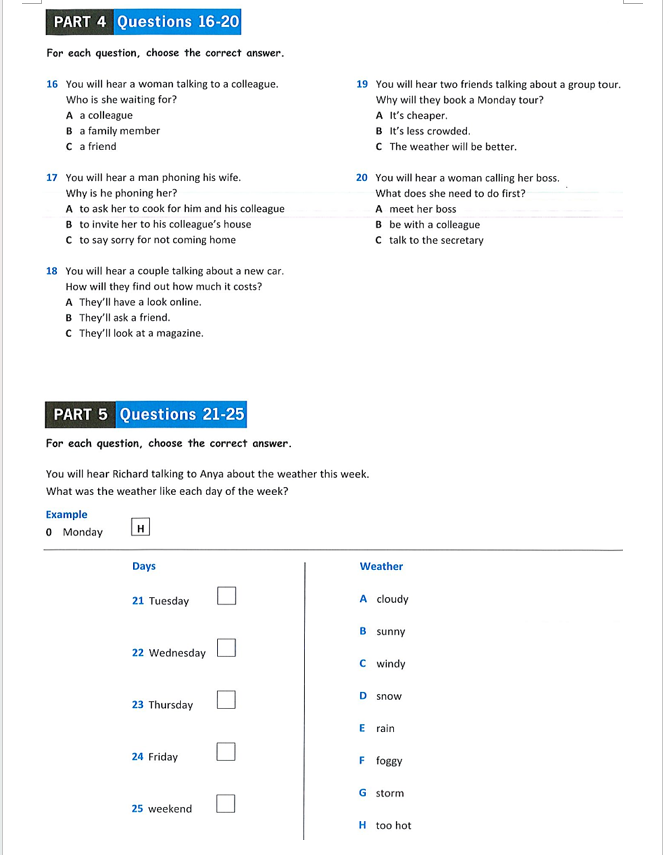 PART 4 Questions 16-20
For each question, choose the correct answer.
16 You will hear a woman talking to a colleague.
Who is she waiting for?
A a colleague
B a family member
C a friend
17 You will hear a man phoning his wife.
Why is he phoning her?
A to ask her to cook for him and his colleague
B to invite her to his colleague's house
C to say sorry for not coming home
18 You will hear a couple talking about a new car.
How will they find out how much it costs?
A They'll have a look online.
B They'll ask a friend.
C They'll look at a magazine.
19 You will hear two friends talking about a group tour.
Why will they book a Monday tour?
A It's cheaper.
B It's less crowded.
C The weather will be better.
20 You will hear a woman calling her boss.
What does she need to do first?
A meet her boss
B be with a colleague
C talk to the secretary
PART 5 Questions 21-25
For each question, choose the correct answer.
You will hear Richard talking to Anya about the weather this week.
What was the weather like each day of the week?
Example
0 Monday H
Days
21 Tuesday
22 Wednesday
23 Thursday
24 Friday
25 weekend
Weather
A cloudy
B sunny
C windy
D snow
E rain
F foggy
G storm
H too hot